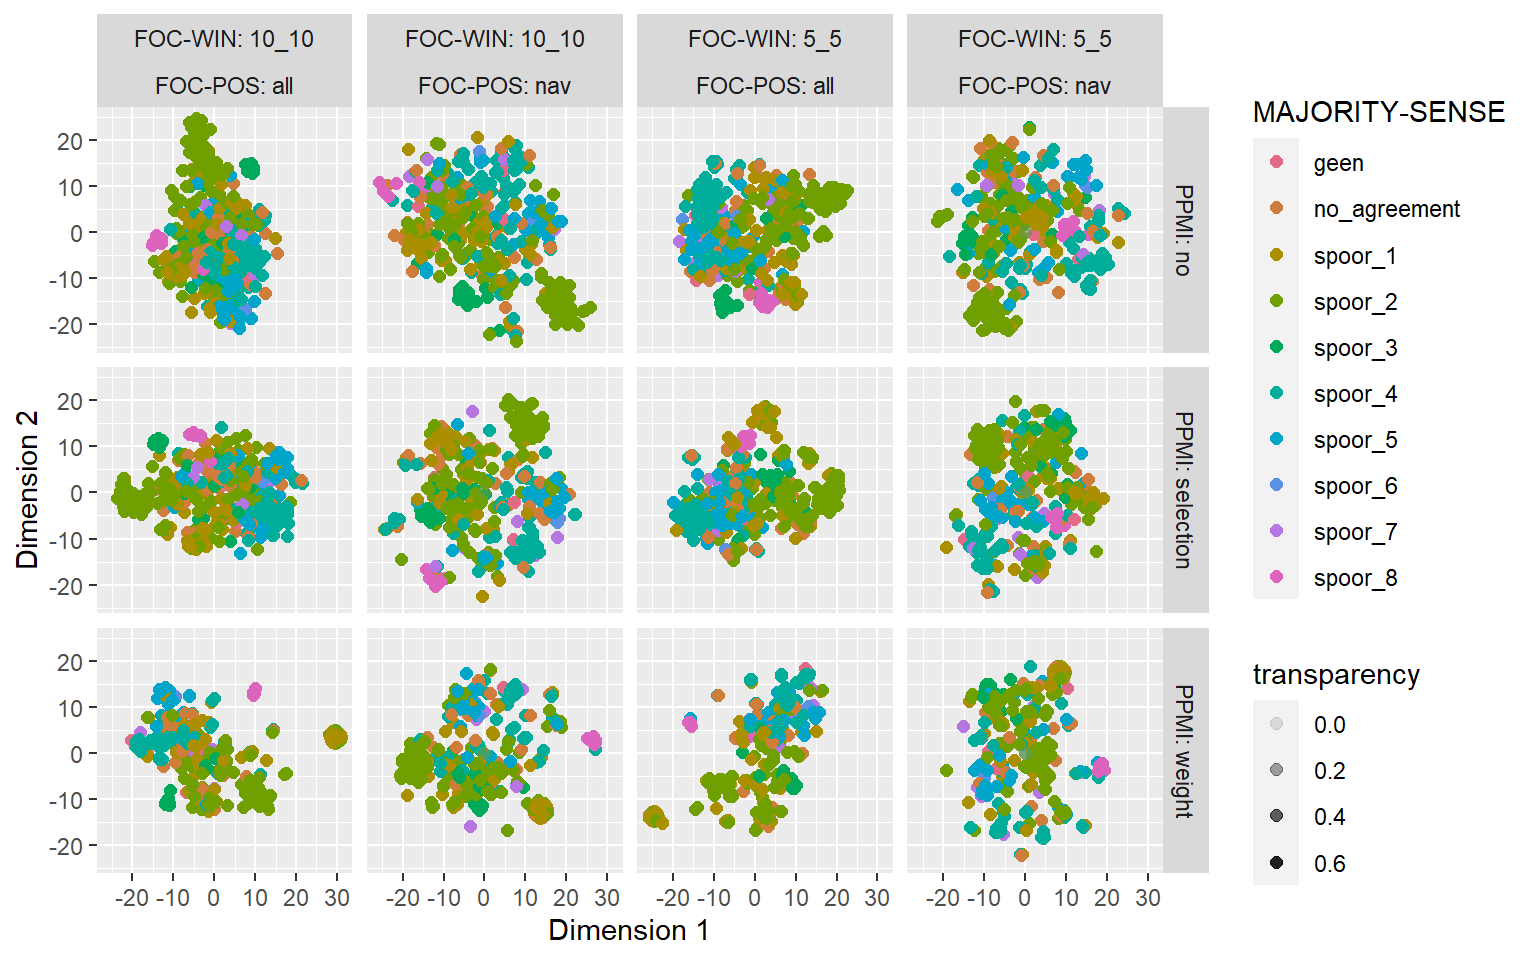 FOC-WIN: 10_10 FOC-WIN: 10_10 FOC-WIN: 5_5 FOC-WIN: 5_5
FOC-POS: all FOC-POS: nav FOC-POS: all FOC-POS: nav
20
10
0
-10
-20
PPMI: no
20
10
0
-10
-20
PPMI: selection
20
10
0
-10
-20
PPMI: weight
-20 -10 0 10 20 30 -20 -10 0 10 20 30 -20 -10 0 10 20 30 -20 -10 0 10 20 30
Dimension 1
Dimension 2
MAJORITY-SENSE
geen
no_agreement
spoor_1
spoor_2
spoor_3
spoor_4
spoor_5
spoor_6
spoor_7
spoor_8
transparency
0.0
0.2
0.4
0.6